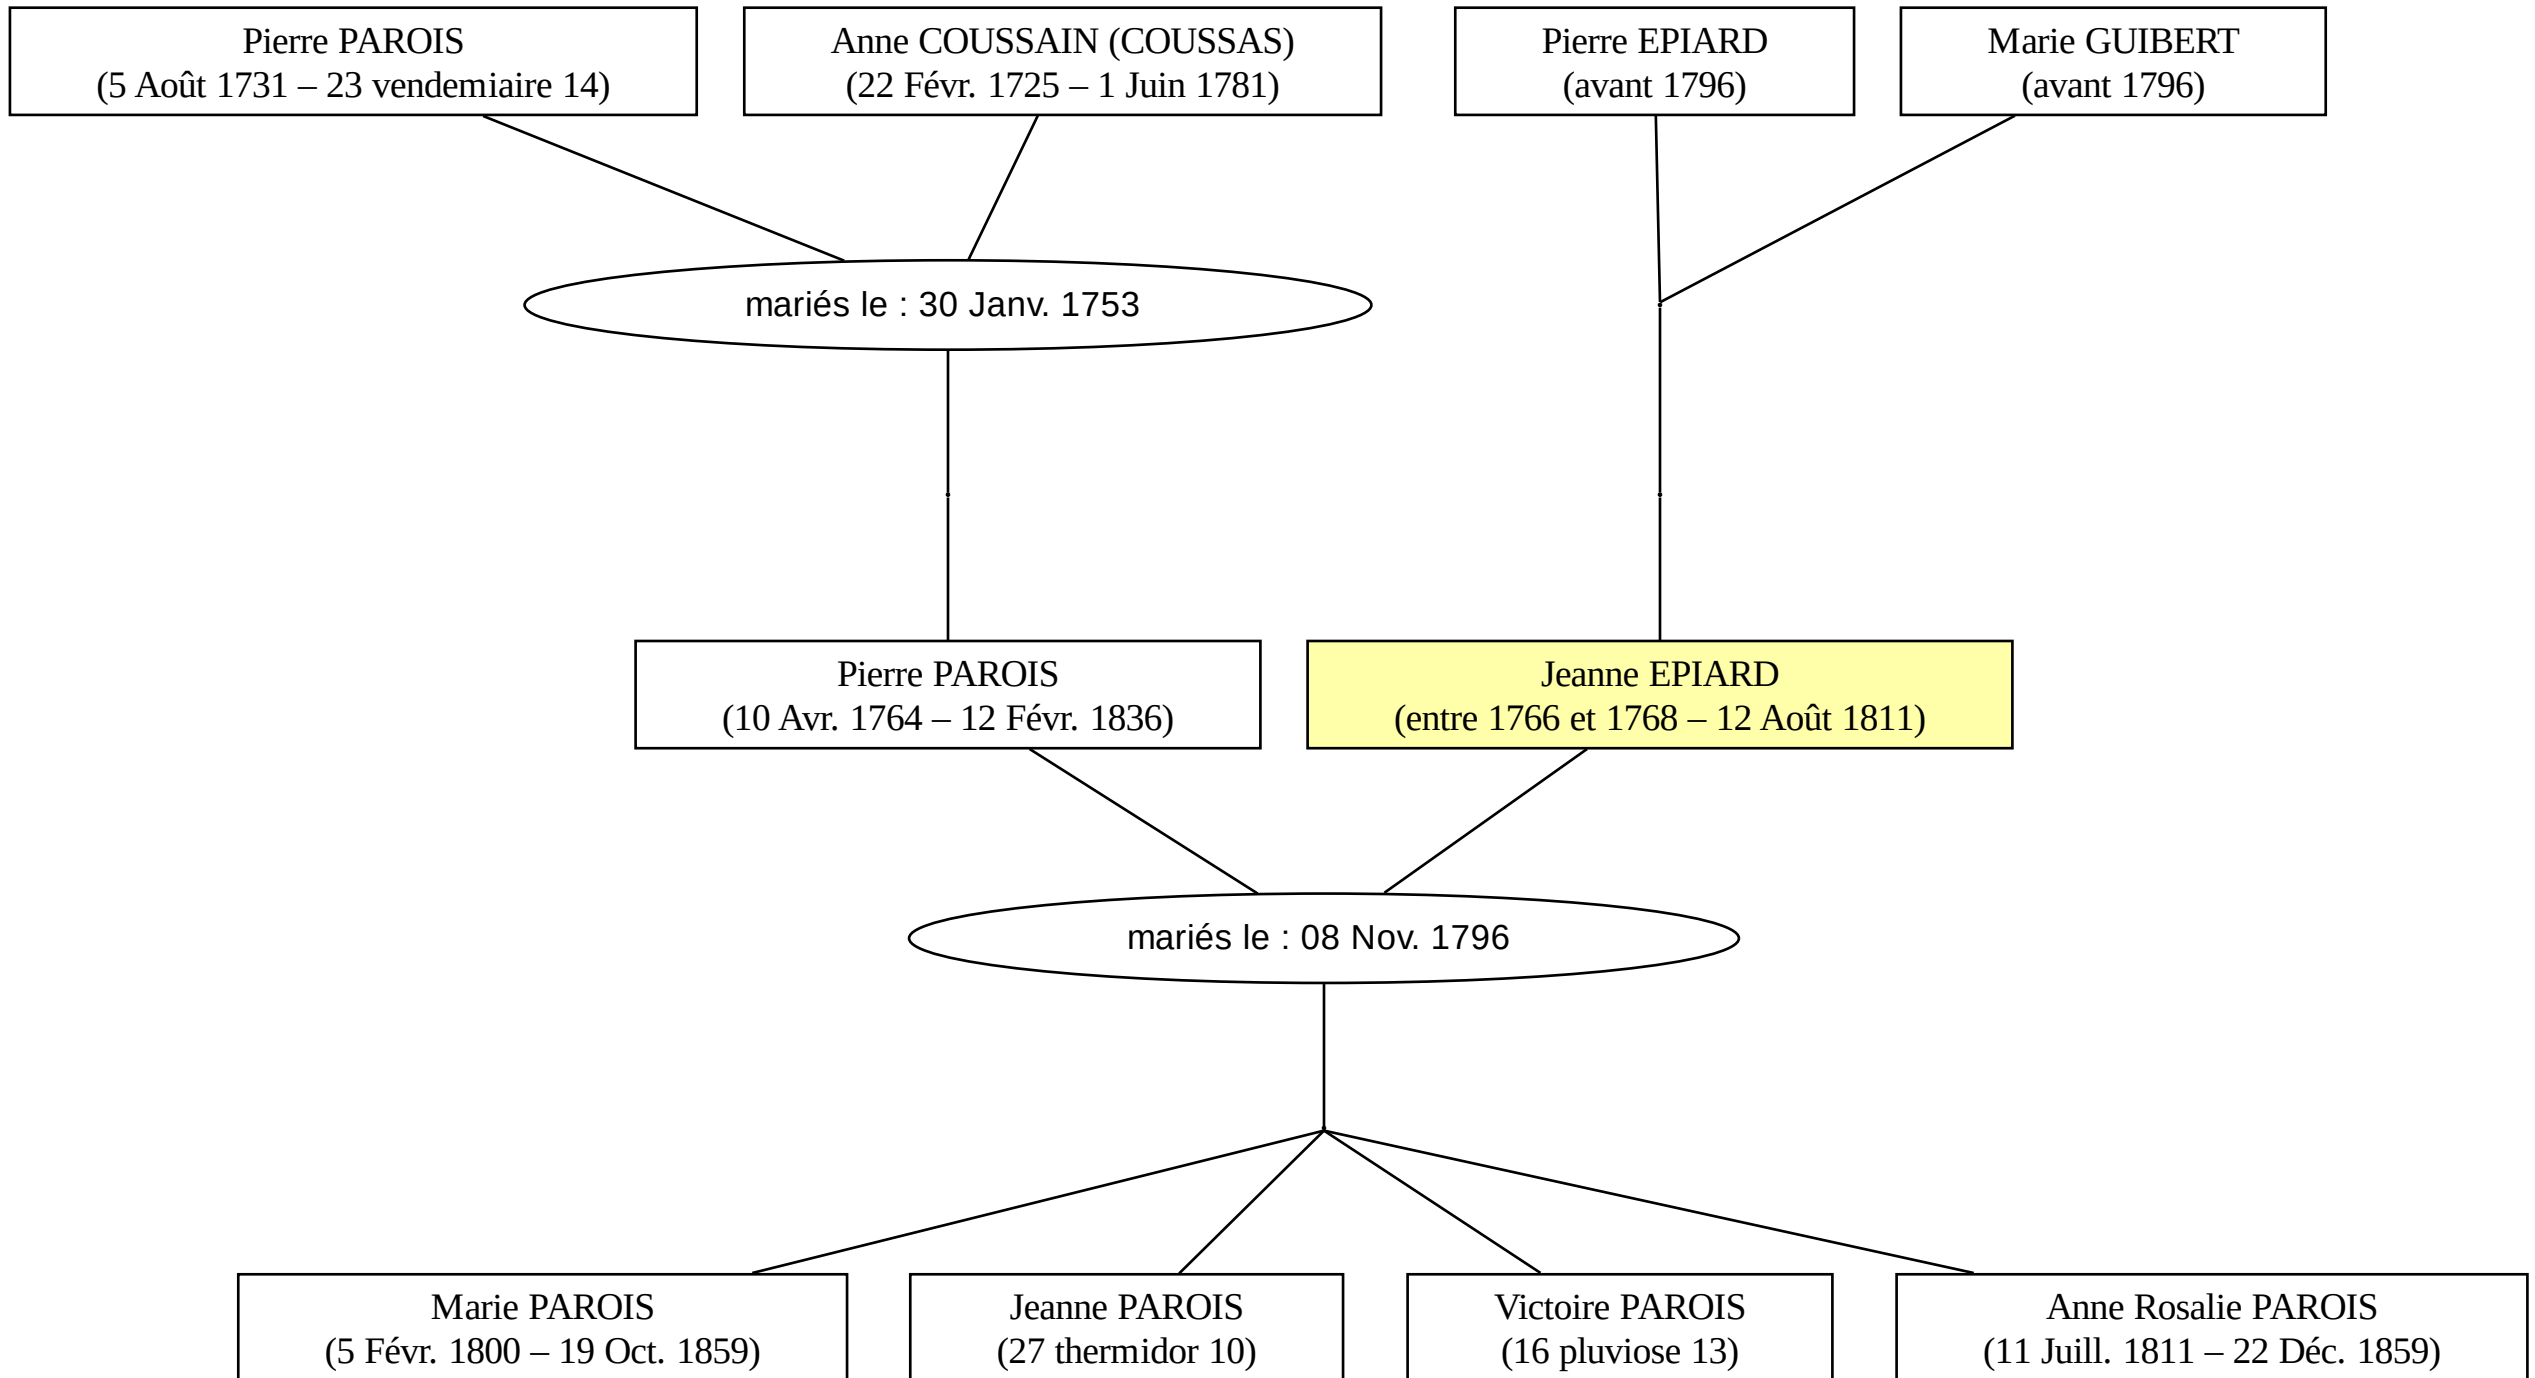 Pierre PAROIS
(5 Août 1731 – 23 vendemiaire 14)
Anne COUSSAIN (COUSSAS)
(22 Févr. 1725 – 1 Juin 1781)
Pierre EPIARD
(avant 1796)
Marie GUIBERT
(avant 1796)
mariés le : 30 Janv. 1753
Pierre PAROIS
(10 Avr. 1764 – 12 Févr. 1836)
Jeanne EPIARD
(entre 1766 et 1768 – 12 Août 1811)
mariés le : 08 Nov. 1796
Marie PAROIS
(5 Févr. 1800 – 19 Oct. 1859)
Jeanne PAROIS
(27 thermidor 10)
Victoire PAROIS
(16 pluviose 13)
Anne Rosalie PAROIS
(11 Juill. 1811 – 22 Déc. 1859)